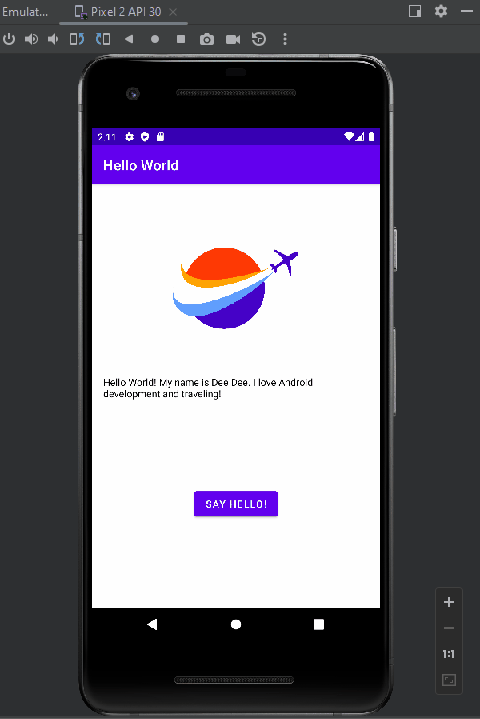 Emulat...
Pixel 2 API 30
2:11
Hello World
Hello World! My name is Dee Dee. I love Android
development and traveling!
SAY HELLO!
1:1